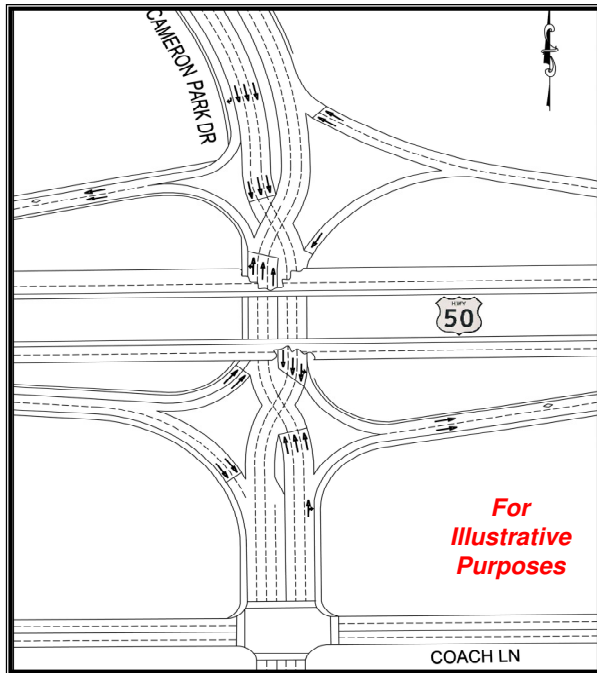 CAMERON PARK DR
HWY
50
For
Illustrative
Purposes
COACH LN